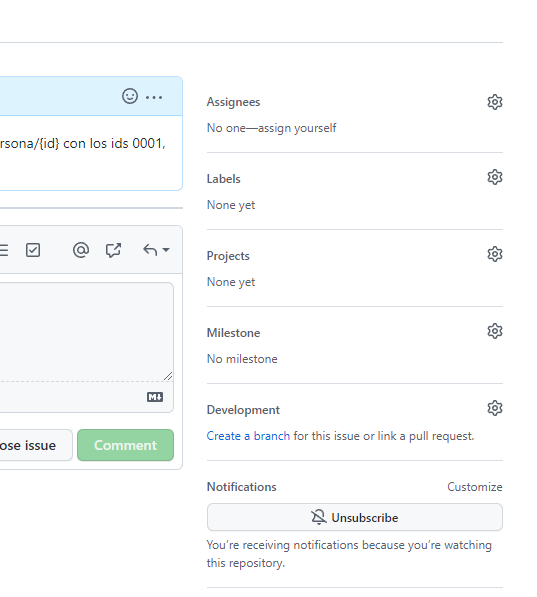 Assignees
No one—assign yourself
rsona/{id} con los ids 0001,
Labels
None yet
Projects
None yet
Milestone
No milestone
Development
Create a branch for this issue or link a pull request.
ose issue
Comment
Notifications
Customize
Unsubscribe
You're receiving notifications because you're watching
this repository.